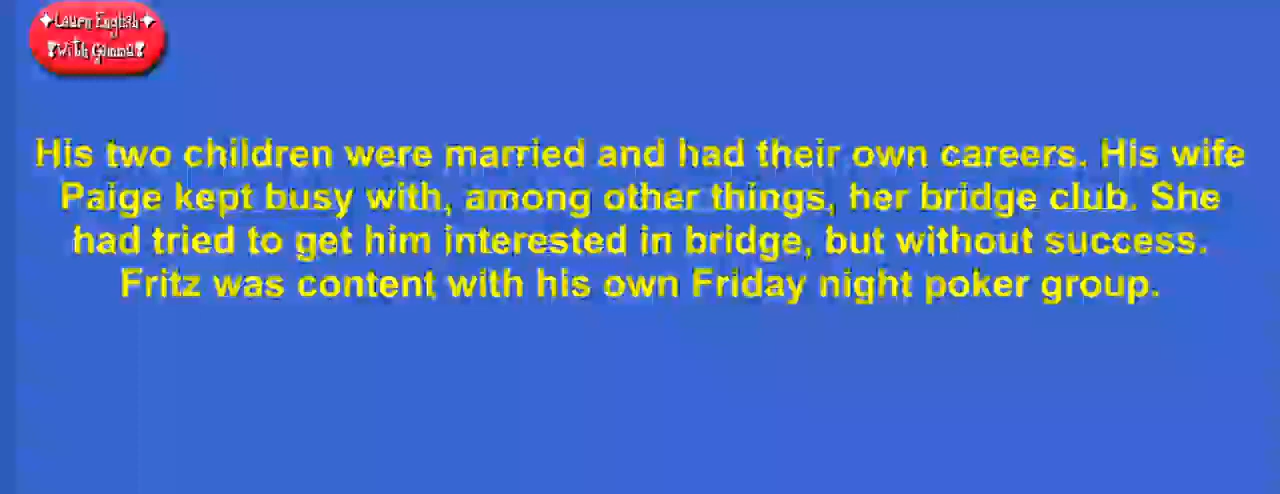 Learn English
With Gamma
His two children were married and had their own careers. His wife
Paige kept busy with, among other things, her bridge club. She
had tried to get him interested in bridge, but without success.
Fritz was content with his own Friday night poker group.